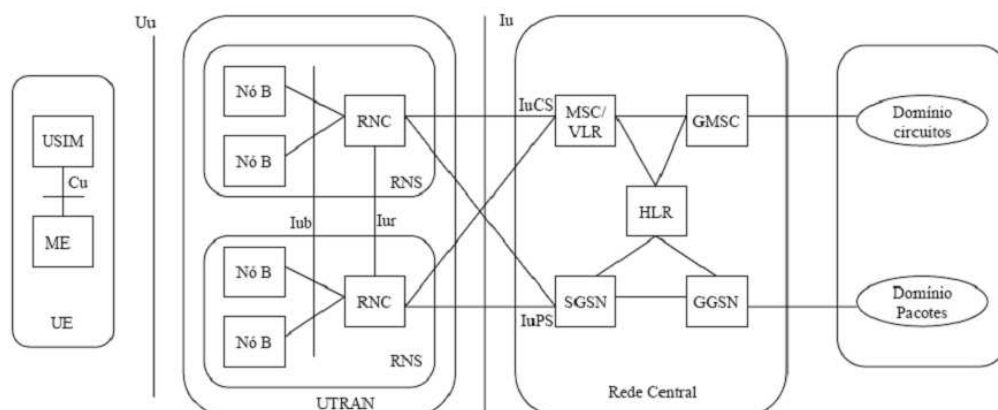 Uu
Iu
USIM
Cu
ME
UE
Nó B
Nó B
RNC
RNS
Iub
Iur
Nó B
Nó B
RNC
RNS
UTRAN
IuCS
IuPS
MSC/
VLR
GMSC
HLR
SGSN
GGSN
Rede Central
Domínio
circuitos
Domínio
Pacotes